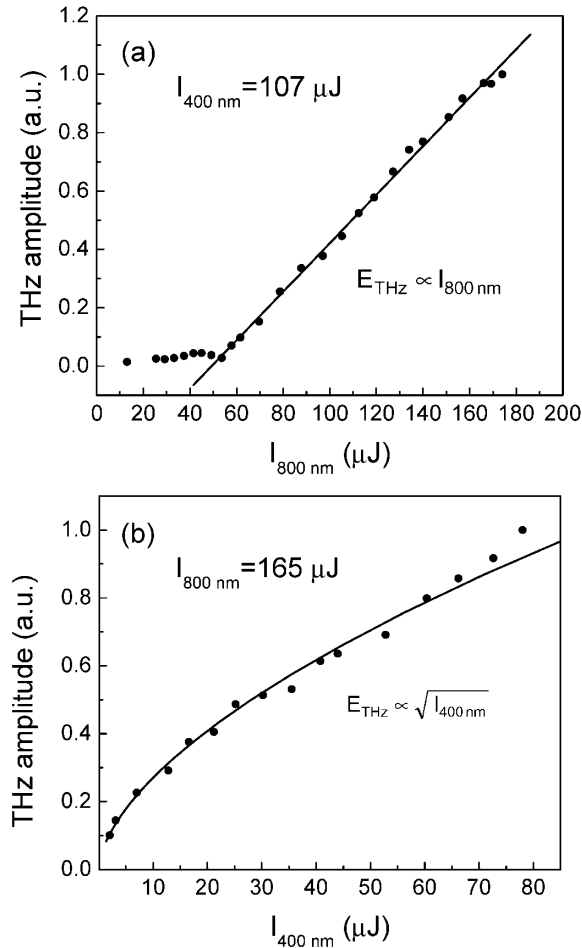 (a)
I400 nm=107 μJ
THz amplitude (a.u.)
1.0
0.8
0.6
0.4
0.2
0.0
ETHz ∝ I800 nm
0 20 40 60 80 100 120 140 160 180 200
I800 nm (μJ)
(b)
I800 nm=165 μJ
THz amplitude (a.u.)
1.0
0.8
0.6
0.4
0.2
0.0
ETHz ∝ √I400 nm
10 20 30 40 50 60 70 80
I400 nm (μJ)